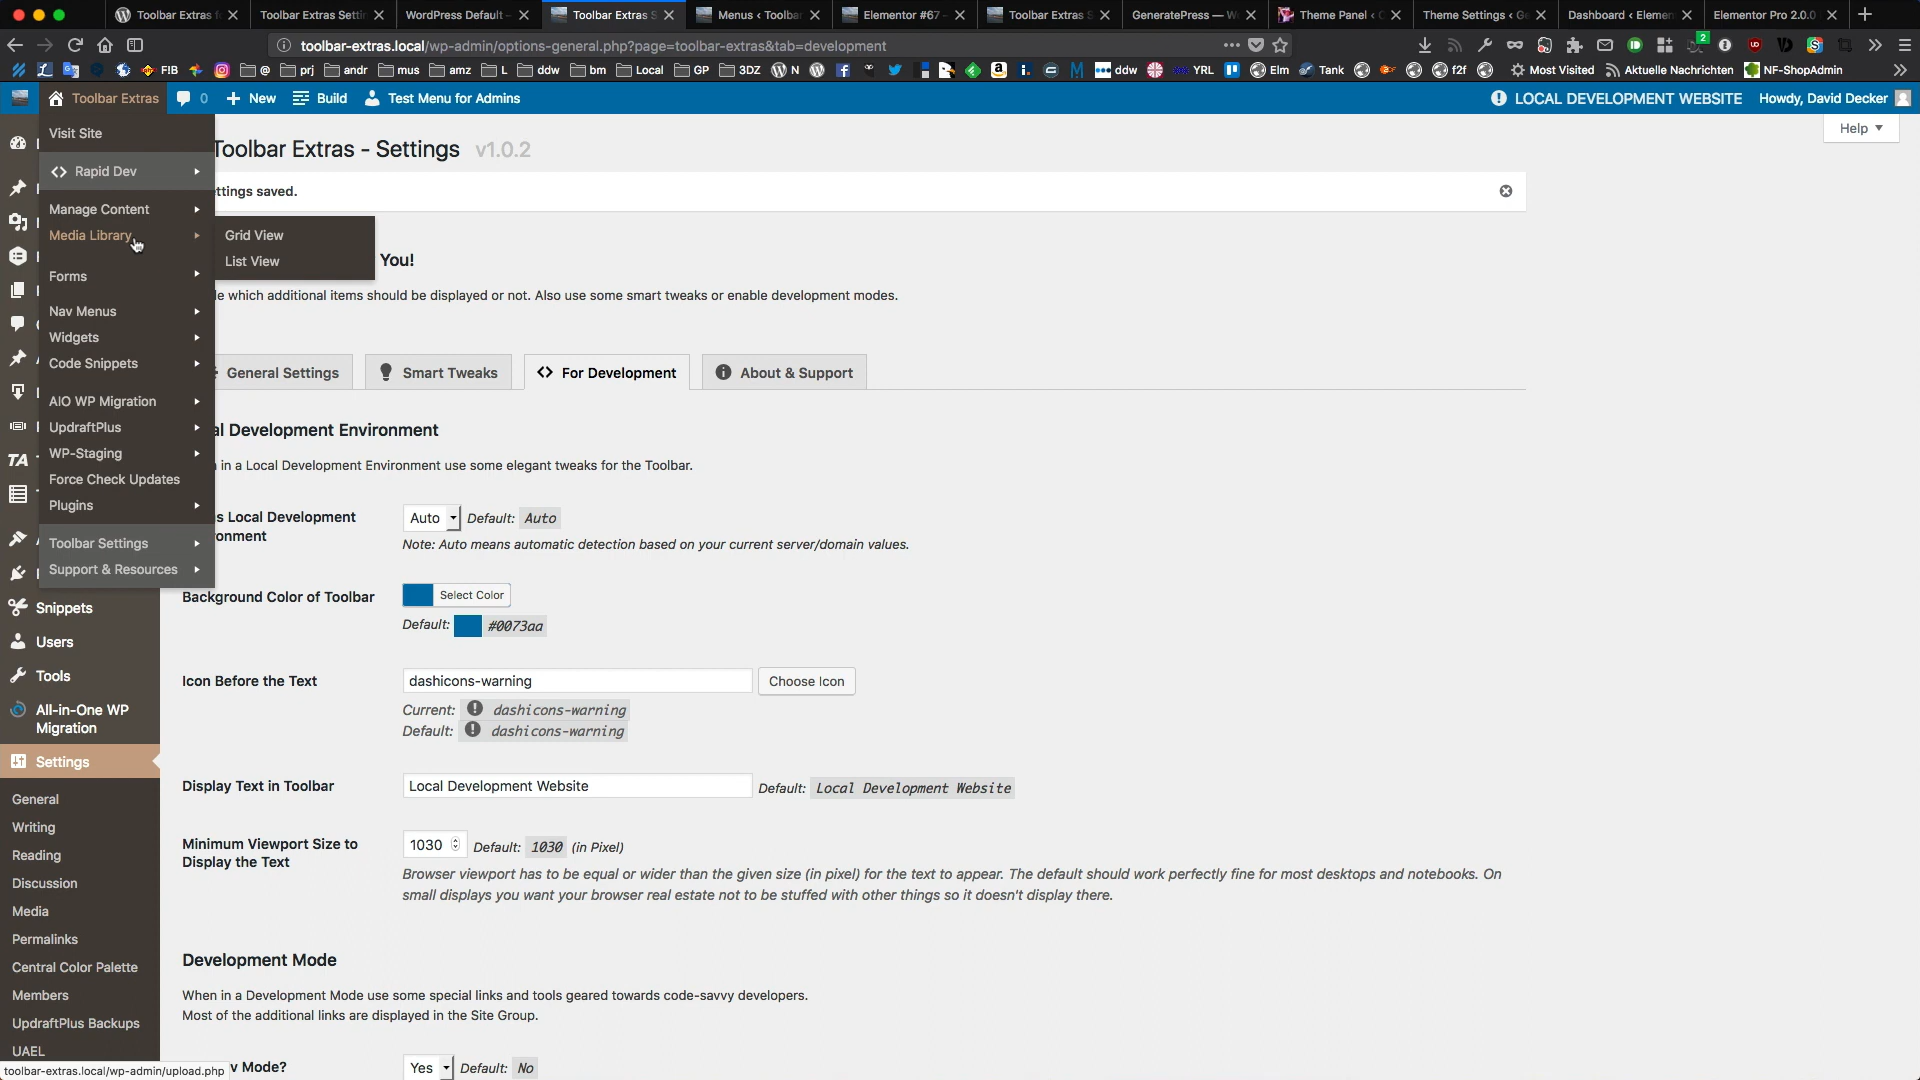 Toolbar Extras f
Toolbar Extras Settin
WordPress Default -
Toolbar Extras S
Menus ‹ Toolba
Elementor #67 -
Toolbar Extras S
GeneratePress — W
Theme Panel ‹ O
Theme Settings ‹ Ge
Dashboard ‹ Elemen
Elementor Pro 2.0.0
toolbar-extras.local/wp-admin/options-general.php?page=toolbar-extras&tab=development
2
FIB @ prj andr mus amz L ddw bm Local GP 3DZ N ddw YRL Elm Tank f2f Most Visited Aktuelle Nachrichten NF-ShopAdmin
Toolbar Extras 0 New Build Test Menu for Admins LOCAL DEVELOPMENT WEBSITE Howdy, David Decker
Help
Visit Site
Rapid Dev
Manage Content
Media Library
Grid View
List View
Forms
Nav Menus
Widgets
Code Snippets
AIO WP Migration
UpdraftPlus
WP-Staging
Force Check Updates
Plugins
Toolbar Settings
Support & Resources
Snippets
Users
Tools
All-in-One WP
Migration
Settings
General
Writing
Reading
Discussion
Media
Permalinks
Central Color Palette
Members
UpdraftPlus Backups
UAEL
toolbar-extras.local/wp-admin/upload.php
Toolbar Extras - Settings v1.0.2
ttings saved.
You!
which additional items should be displayed or not. Also use some smart tweaks or enable development modes.
General Settings Smart Tweaks For Development About & Support
al Development Environment
in a Local Development Environment use some elegant tweaks for the Toolbar.
s Local Development
onment
Auto Default: Auto
Note: Auto means automatic detection based on your current server/domain values.
Background Color of Toolbar
Select Color
Default: #0073aa
Icon Before the Text
dashicons-warning Choose Icon
Current: dashicons-warning
Default: dashicons-warning
Display Text in Toolbar
Local Development Website Default: Local Development Website
Minimum Viewport Size to
Display the Text
1030 Default: 1030 (in Pixel)
Browser viewport has to be equal or wider than the given size (in pixel) for the text to appear. The default should work perfectly fine for most desktops and notebooks. On
small displays you want your browser real estate not to be stuffed with other things so it doesn't display there.
Development Mode
When in a Development Mode use some special links and tools geared towards code-savvy developers.
Most of the additional links are displayed in the Site Group.
v Mode?
Yes Default: No